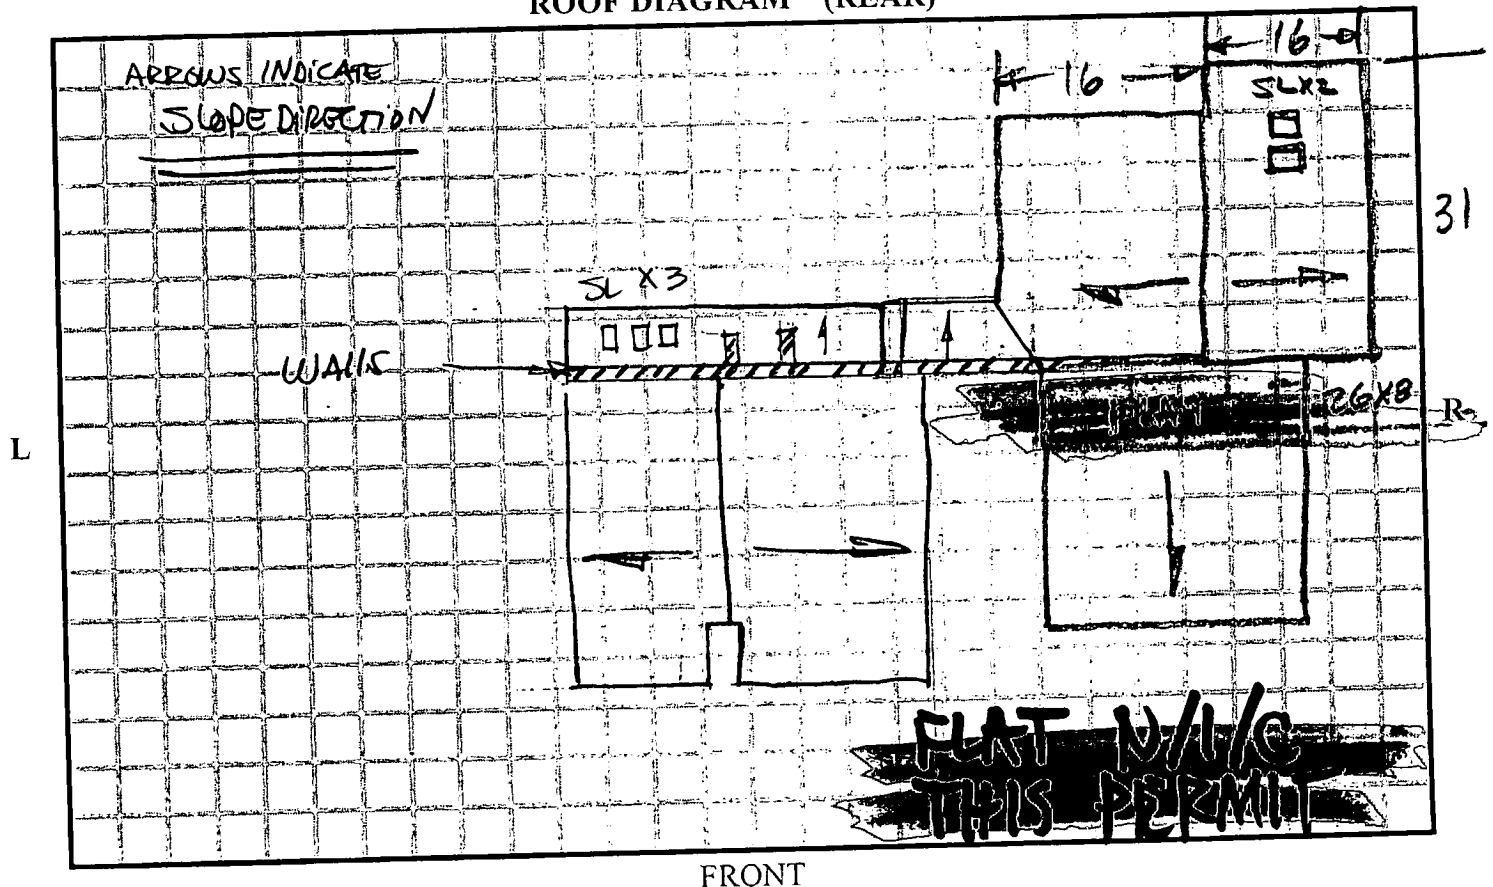 ROOF DIAGRAM (REAR)
ARROWS INDICATE
SLOPE DIRECTION
16
16
SLX2
31
SL X3
WALLS
FLAT
26X8
R
L
FLAT N/I/C
THIS PERMIT
FRONT